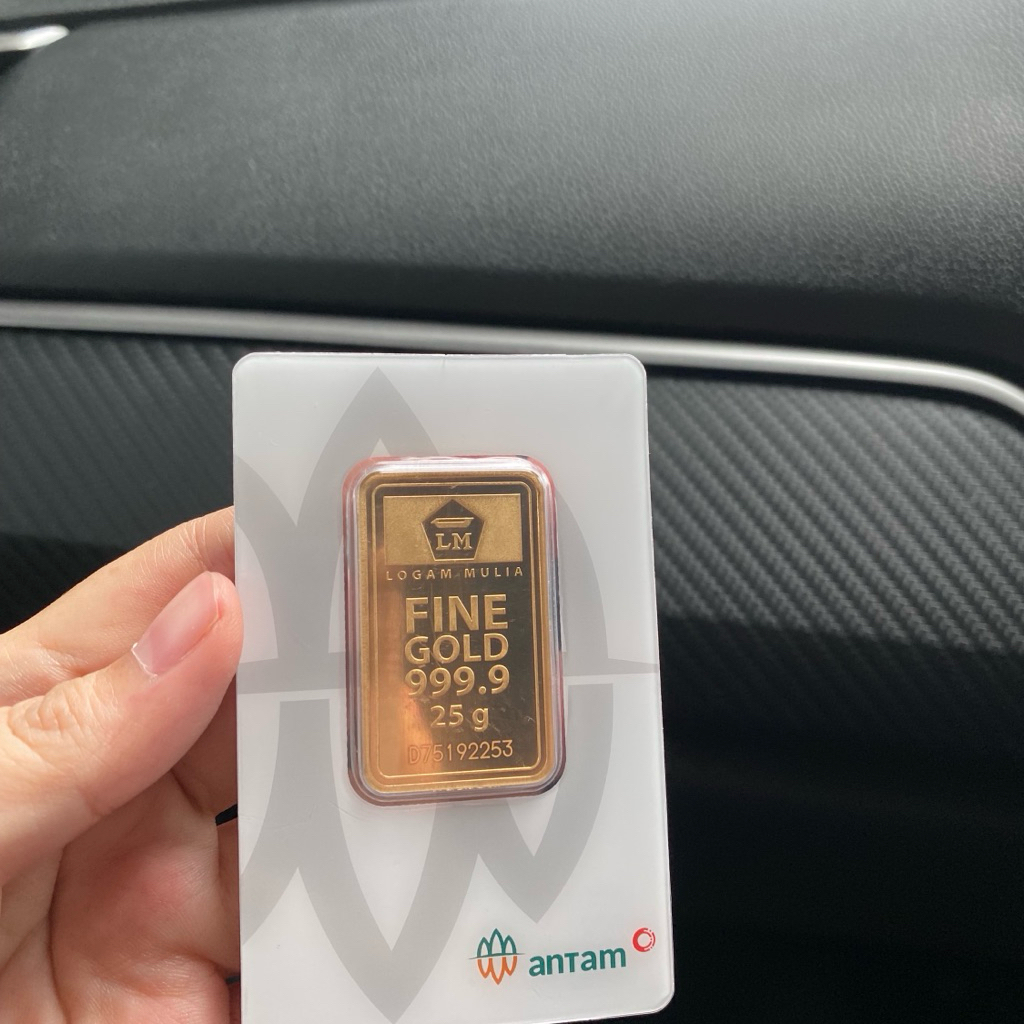 LM
LOGAM MULIA
FINE
GOLD
999.9
25 g
D75192253
antam